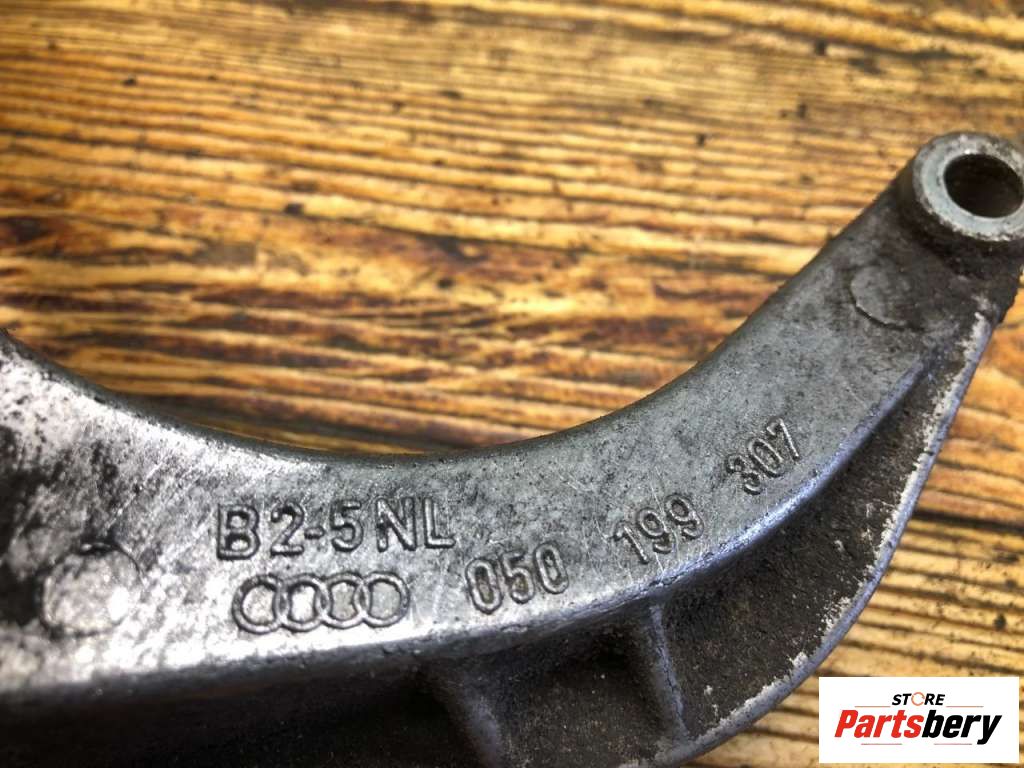 B2-5NL
050 199 307
STORE
Partsbery